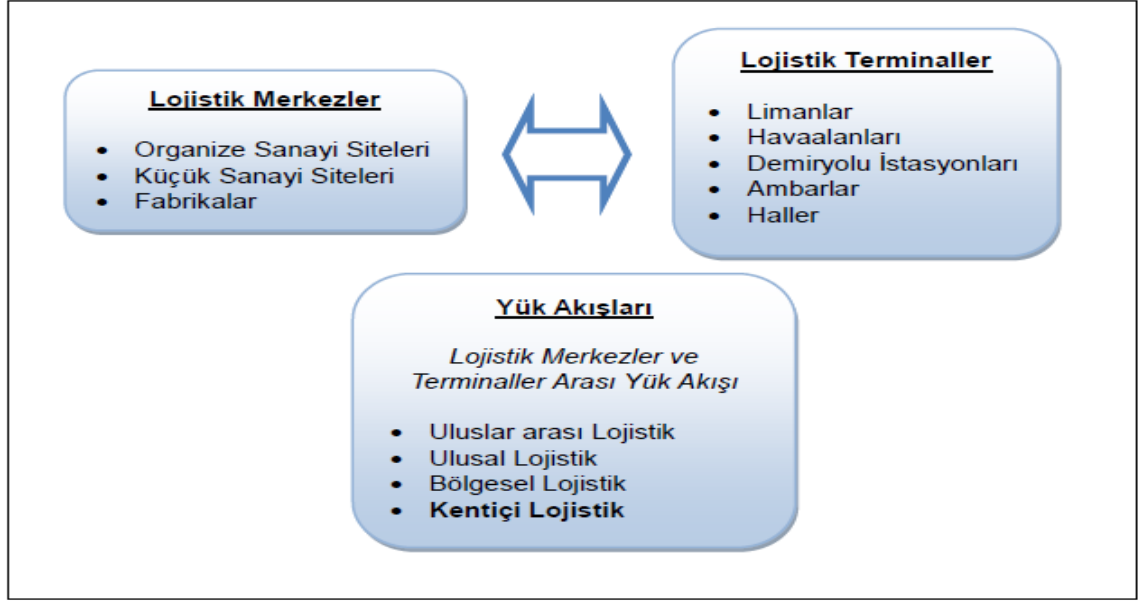 Lojistik Merkezler
• Organize Sanayi Siteleri
• Küçük Sanayi Siteleri
• Fabrikalar
Lojistik Terminaller
• Limanlar
• Havaalanları
• Demiryolu İstasyonları
• Ambarlar
• Haller
Yük Akışları
Lojistik Merkezler ve
Terminaller Arası Yük Akışı
• Uluslar arası Lojistik
• Ulusal Lojistik
• Bölgesel Lojistik
• Kentiçi Lojistik